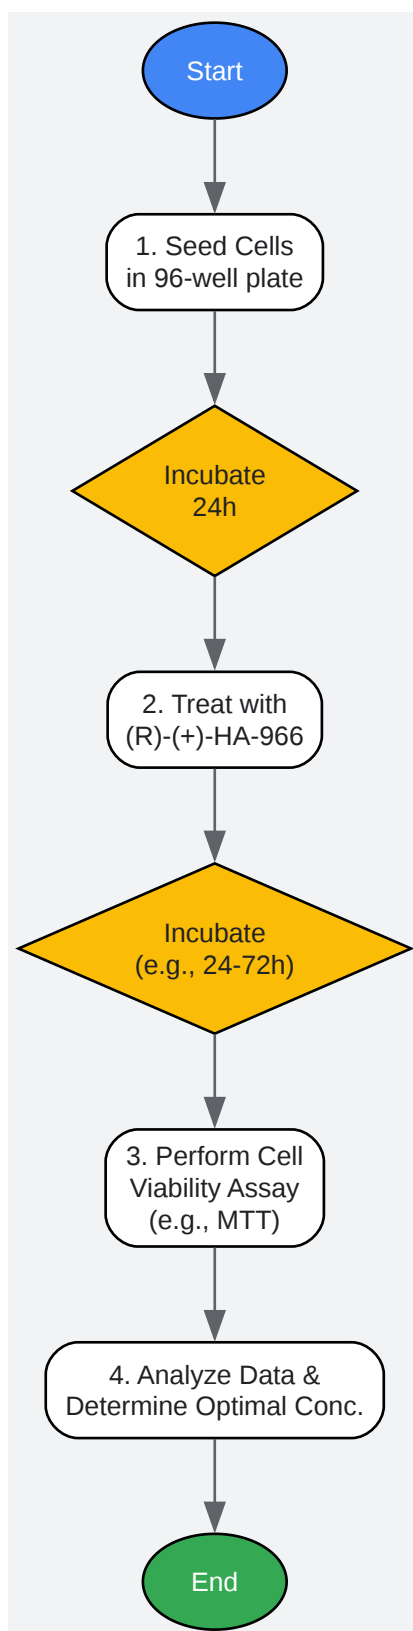 Start
1. Seed Cells
in 96-well plate
Incubate
24h
2. Treat with
(R)-(+)-HA-966
Incubate
(e.g., 24-72h)
3. Perform Cell
Viability Assay
(e.g., MTT)
4. Analyze Data &
Determine Optimal Conc.
End